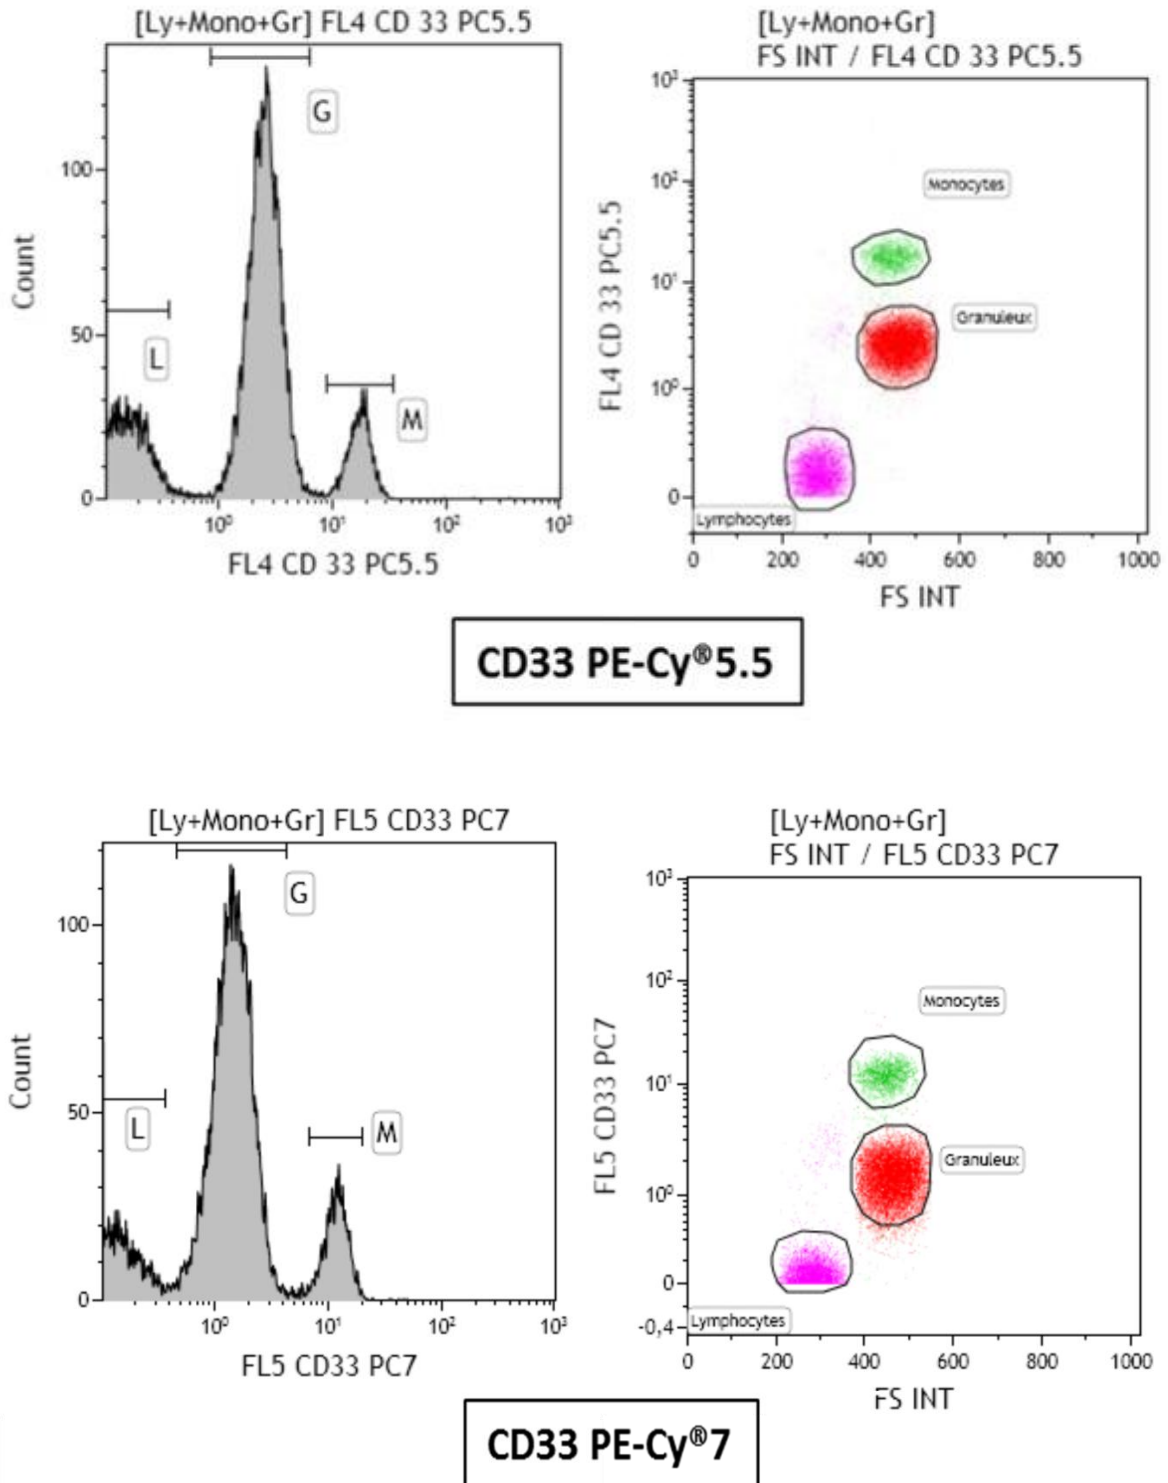 [Ly+Mono+Gr] FL4 CD 33 PC5.5
Count
100
50
0
G
L
M
10⁰ 10¹ 10² 10³
FL4 CD 33 PC5.5
[Ly+Mono+Gr]
FS INT / FL4 CD 33 PC5.5
FL4 CD 33 PC5.5
10³
10²
10¹
10⁰
0
Monocytes
Granuleux
Lymphocytes
0 200 400 600 800 1000
FS INT
CD33 PE-Cy®5.5
[Ly+Mono+Gr] FL5 CD33 PC7
Count
100
50
0
G
L
M
10⁰ 10¹ 10² 10³
FL5 CD33 PC7
[Ly+Mono+Gr]
FS INT / FL5 CD33 PC7
FL5 CD33 PC7
10³
10²
10¹
10⁰
0
-0,4
Monocytes
Granuleux
Lymphocytes
0 200 400 600 800 1000
FS INT
CD33 PE-Cy®7